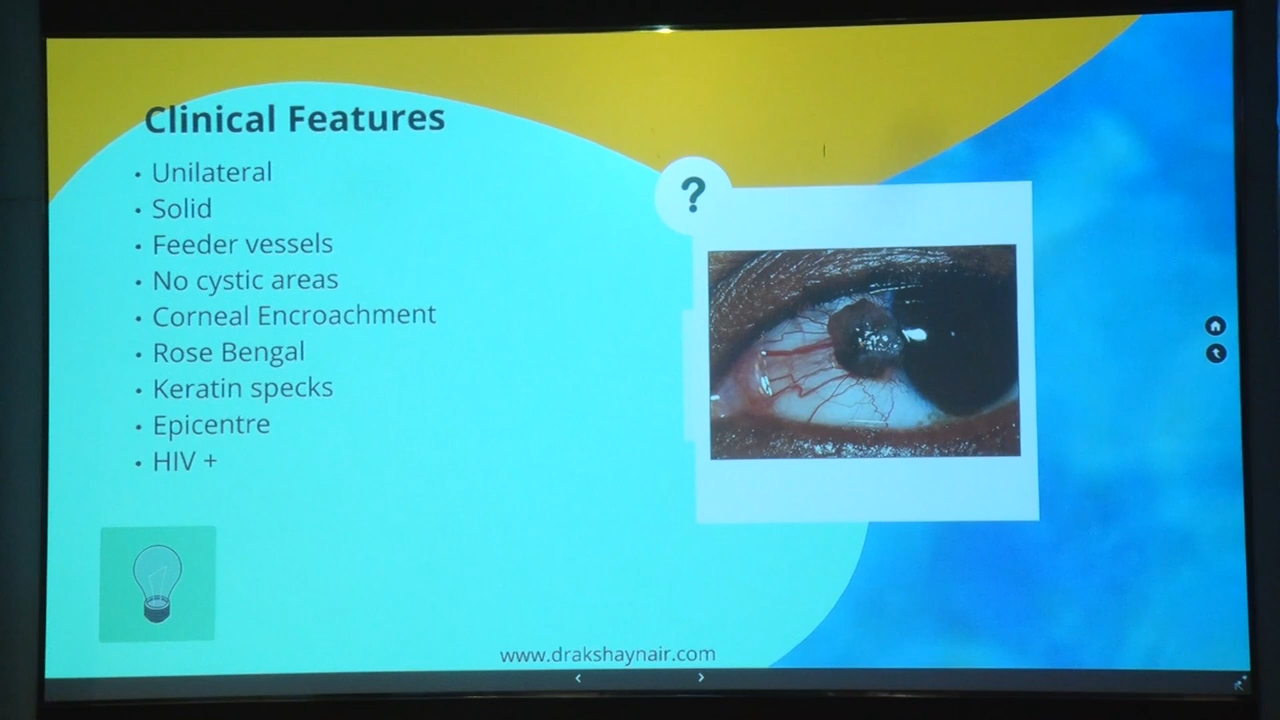 Clinical Features
• Unilateral
• Solid
• Feeder vessels
• No cystic areas
• Corneal Encroachment
• Rose Bengal
• Keratin specks
• Epicentre
• HIV +
?
www.drakshaynair.com